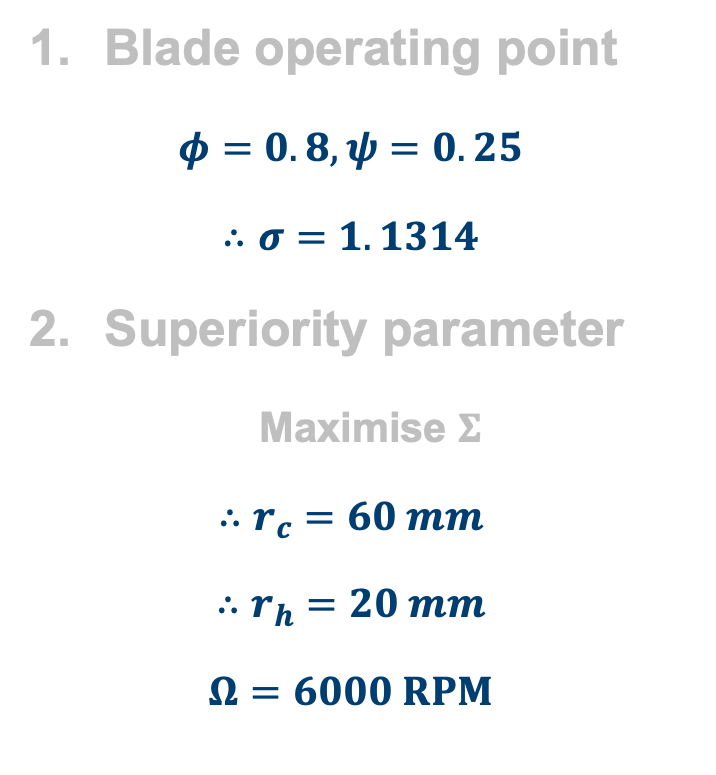 1. Blade operating point
ϕ = 0.8, ψ = 0.25
∴ σ = 1.1314
2. Superiority parameter
Maximise Σ
∴ r_c = 60 mm
∴ r_h = 20 mm
Ω = 6000 RPM